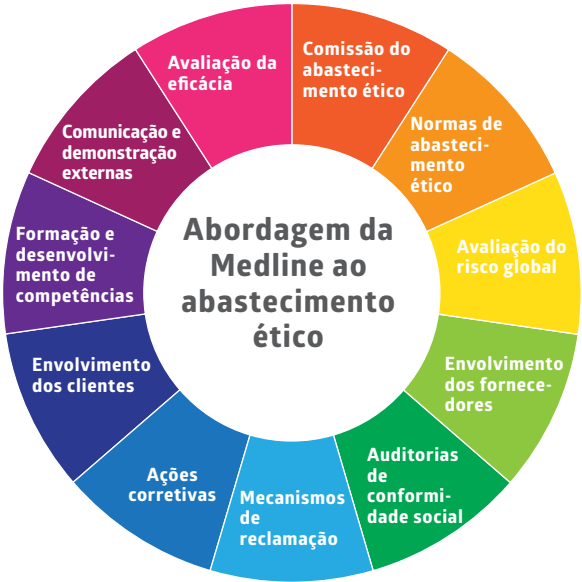 Abordagem da
Medline ao
abastecimento
ético
Comissão do
abasteci-
mento ético
Normas de
abasteci-
mento
ético
Avaliação do
risco global
Envolvimento
dos fornece-
dores
Auditorias
de
conformi-
dade social
Mecanismos
de
reclamação
Ações
corretivas
Envolvimento
dos clientes
Formação e
desenvolvi-
mento de
competências
Comunicação e
demonstração
externas
Avaliação da
eficácia